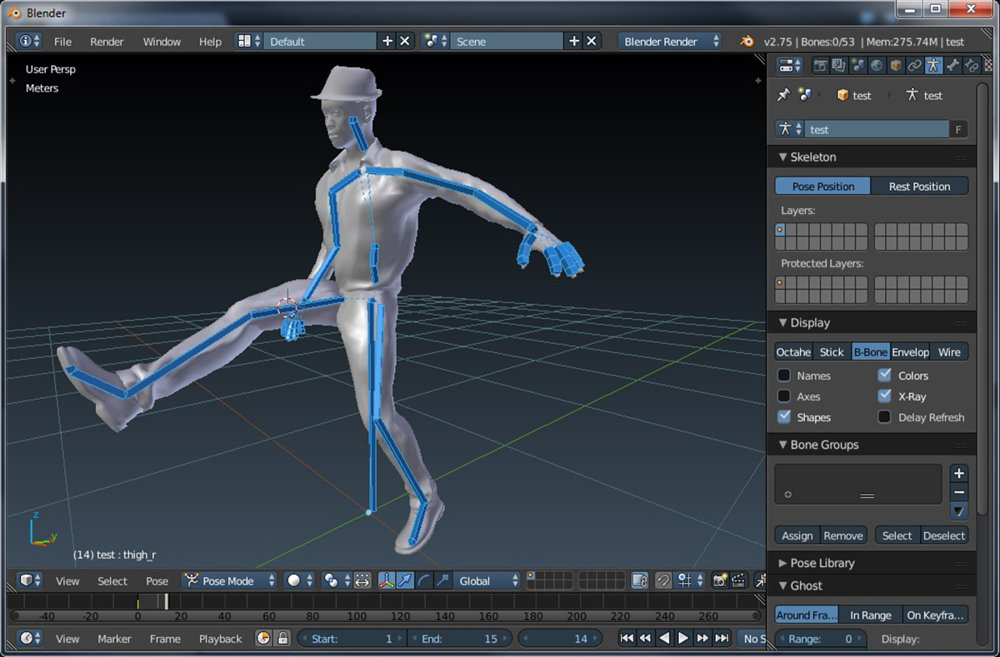 Blender
File Render Window Help Default Scene Blender Render v2.75 | Bones:0/53 | Mem:275.74M | test
User Persp
Meters
test test
test F
Skeleton
Pose Position Rest Position
Layers:
Protected Layers:
Display
Octahe Stick B-Bone Envelop Wire
Names Colors
Axes X-Ray
Shapes Delay Refresh
Bone Groups
Assign Remove Select Deselect
z
y
(14) test : thigh_r
Pose Library
View Select Pose Pose Mode Global
Ghost
-40 -20 0 20 40 60 80 100 120 140 160 180 200 220 240 260
Around Fra... In Range On Keyfra...
View Marker Frame Playback Start: 1 End: 15 14 No S
Range: 0 Display: